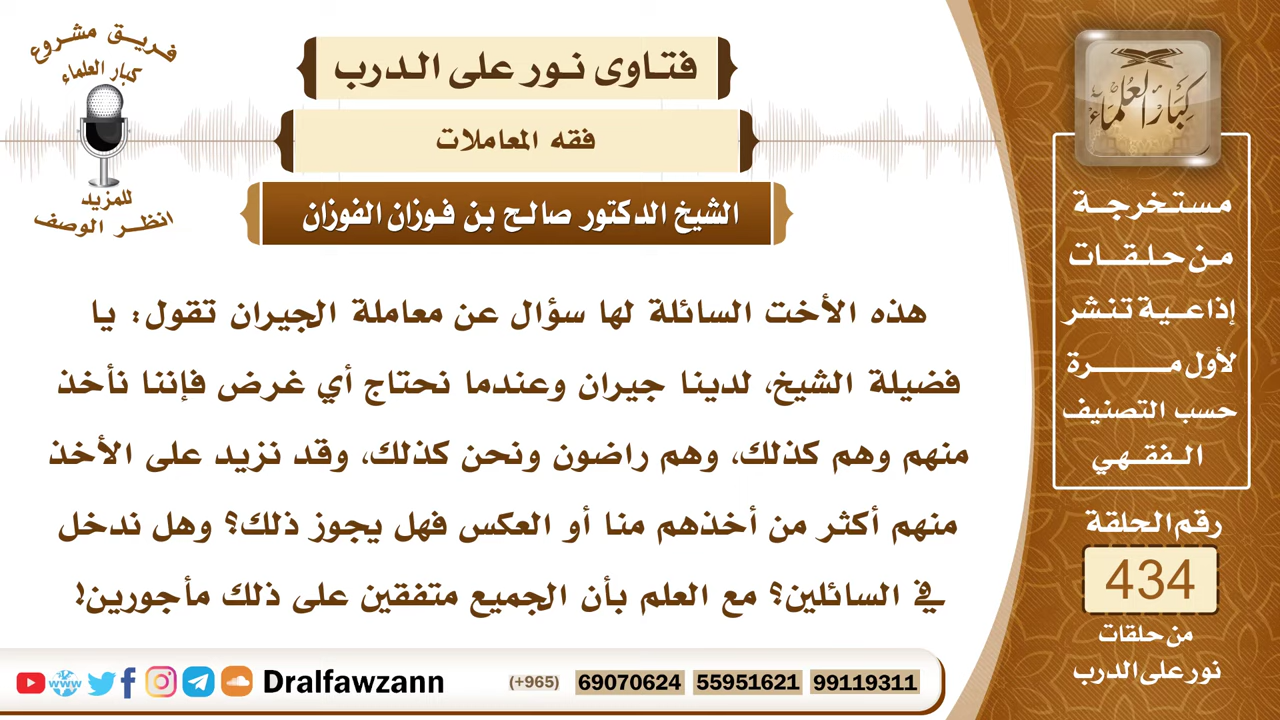 فريق مشروع
كبار العلماء
للمزيد
انظر الوصف
فتاوى نور على الدرب
فقه المعاملات
الشيخ الدكتور صالح بن فوزان الفوزان
هذه الأخت السائلة لها سؤال عن معاملة الجيران تقول: يا
فضيلة الشيخ، لدينا جيران وعندما نحتاج أي غرض فإننا نأخذ
منهم وهم كذلك، وهم راضون ونحن كذلك، وقد نزيد على الأخذ
منهم أكثر من أخذهم منا أو العكس فهل يجوز ذلك؟ وهل ندخل
في السائلين؟ مع العلم بأن الجميع متفقين على ذلك مأجورين!
كبار العلماء
مستخرجة
من حلقات
إذاعية تنشر
لأول مرة
حسب التصنيف
الفقهي
رقم الحلقة
434
من حلقات
نور على الدرب
www Dralfawzann (+965) 69070624 55951621 99119311